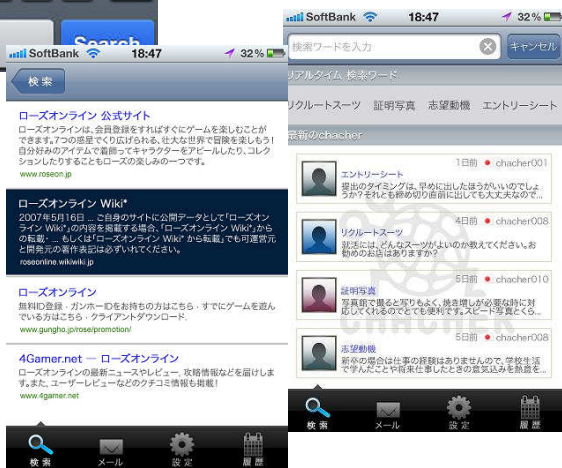 Search
SoftBank 18:47 32%
検索
ローズオンライン 公式サイト
ローズオンラインは、会員登録をすればすぐにゲームを楽しむことが
できます。7つの惑星でくり広げられる、壮大な世界で冒険を楽しもう!
自分好みのアイテムで着飾ってキャラクターをアピールしたり、コレク
ションしたりすることもローズの楽しみの一つです。
www.roseon.jp
ローズオンライン Wiki*
2007年5月16日 ... ご自身のサイトに公開データとして「ローズオン
ライン Wiki*」の内容を掲載する場合、「ローズオンライン Wiki*」から
の転載・ ... もしくは「ローズオンライン Wiki* から転載」でも可運営元
と開発元の著作表記は必ずいれてください。
roseonline.wikiwiki.jp
ローズオンライン
無料ID登録 · ガンホーIDをお持ちの方はこちら · すでにゲームを遊ん
でいる方はこちら · クライアントダウンロード.
www.gungho.jp/rose/promotion/
4Gamer.net ― ローズオンライン
ローズオンラインの最新ニュースやレビュー, 攻略情報などを届けしま
す。また, ユーザーレビューなどのクチコミ情報も掲載!
www.4gamer.net
検索 メール 設定 履歴
SoftBank 18:47 32%
検索ワードを入力 キャンセル
リアルタイム 検索ワード
リクルートスーツ 証明写真 志望動機 エントリーシート
最新のchacher
1日前 chacher001
エントリーシート
提出のタイミングは、早めに出したほうがいいのでしょ
うか?それとも締め切り直前に出しても大丈夫なので...
4日前 chacher008
リクルートスーツ
就活には、どんなスーツがよいのか教えてください。お
勧めのお店はありますか?
5日前 chacher010
証明写真
写真館で撮ると写りもよく、焼き増しが必要な時に対
応してくれるのでとても便利です。スピード写真とくら...
5日前 chacher008
志望動機
新卒の場合は仕事の経験はありませんので、学校生活
で学んだことや将来仕事したときの意気込みを熱意を...
CHACHER
検索 メール 設定 履歴